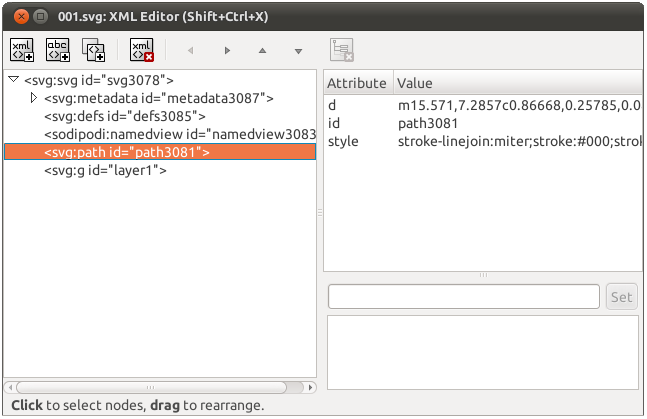 001.svg: XML Editor (Shift+Ctrl+X)
xml
abc
xml
<svg:svg id="svg3078">
<svg:metadata id="metadata3087">
<svg:defs id="defs3085">
<sodipodi:namedview id="namedview3083
<svg:path id="path3081">
<svg:g id="layer1">
Attribute Value
d m15.571,7.2857c0.86668,0.25785,0.0
id path3081
style stroke-linejoin:miter;stroke:#000;strok
Set
Click to select nodes, drag to rearrange.